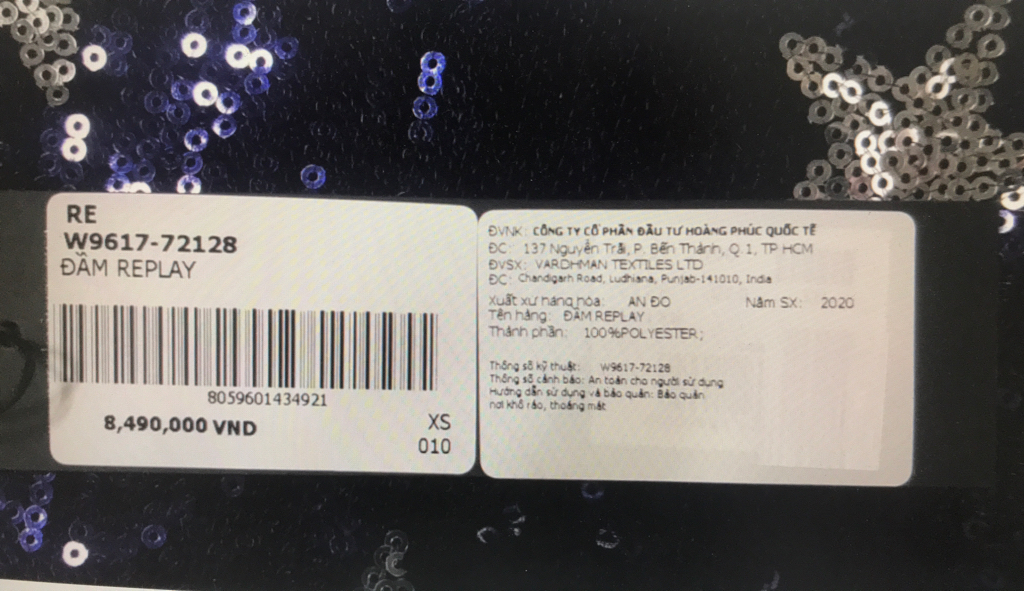 RE
W9617-72128
ĐẦM REPLAY
8059601434921
8,490,000 VND
XS
010
ĐVNK: CÔNG TY CỔ PHẦN ĐẦU TƯ HOÀNG PHÚC QUỐC TẾ
ĐC: 137 Nguyễn Trãi, P. Bến Thành, Q.1, TP HCM
ĐVSX: VARDHMAN TEXTILES LTD
ĐC: Chandigarh Road, Ludhiana, Punjab-141010, India
Xuất xứ hàng hóa: ẤN ĐỘ Năm SX: 2020
Tên hàng: ĐẦM REPLAY
Thành phần: 100%POLYESTER;
Thông số kỹ thuật: W9617-72128
Thông số cảnh báo: An toàn cho người sử dụng
Hướng dẫn sử dụng và bảo quản: Bảo quản
nơi khô ráo, thoáng mát